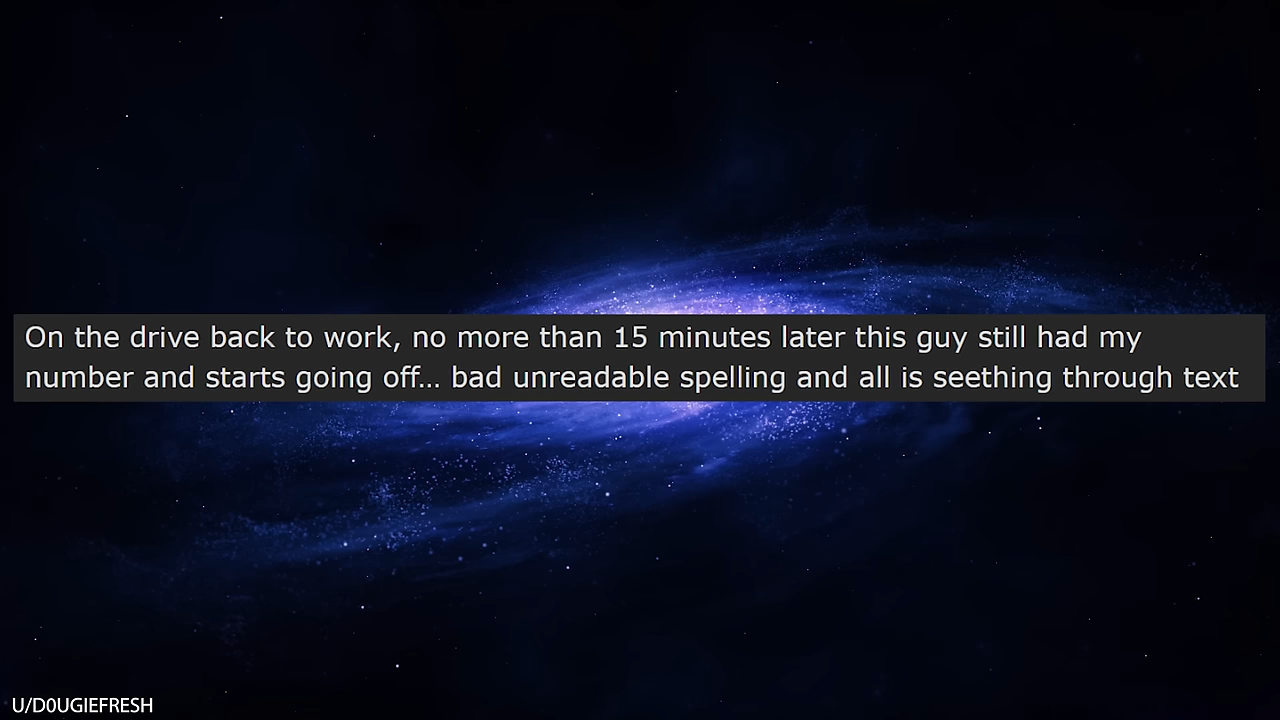 On the drive back to work, no more than 15 minutes later this guy still had my
number and starts going off... bad unreadable spelling and all is seething through text
U/D0UGIEFRESH